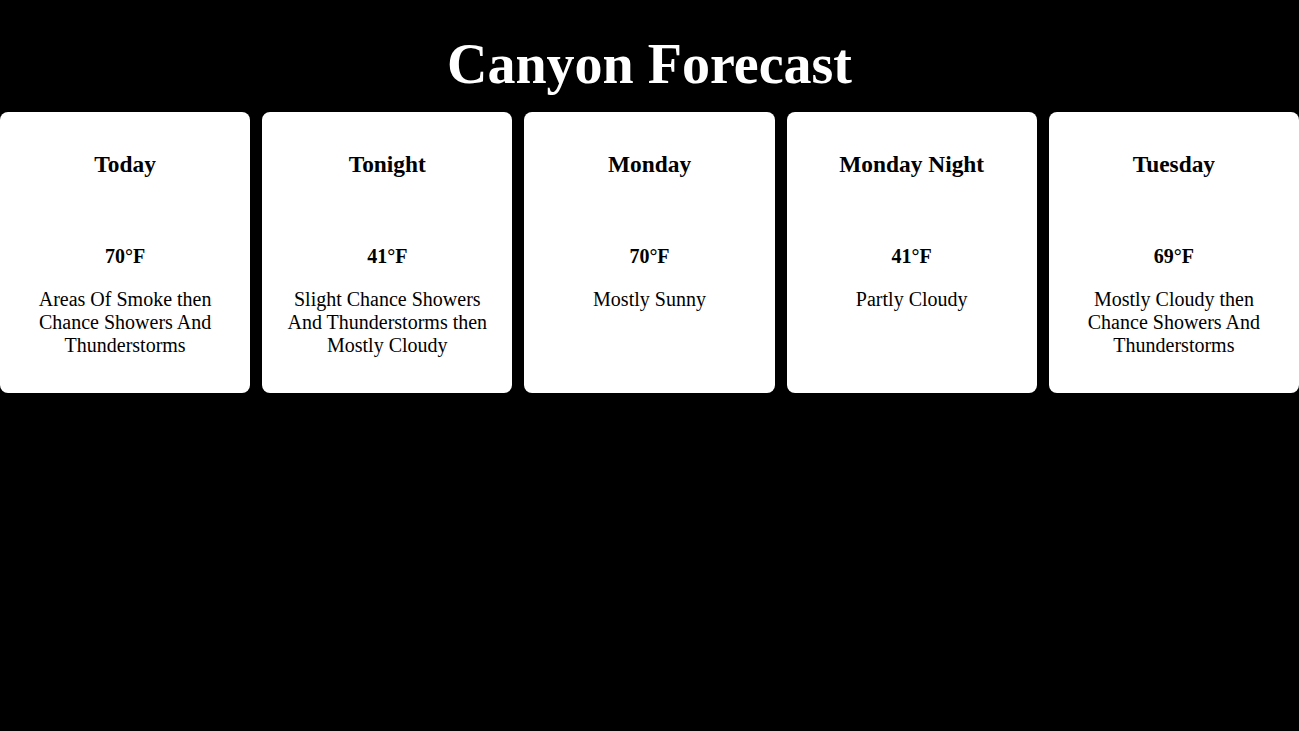 Canyon Forecast
Today
70°F
Areas Of Smoke then
Chance Showers And
Thunderstorms
Tonight
41°F
Slight Chance Showers
And Thunderstorms then
Mostly Cloudy
Monday
70°F
Mostly Sunny
Monday Night
41°F
Partly Cloudy
Tuesday
69°F
Mostly Cloudy then
Chance Showers And
Thunderstorms